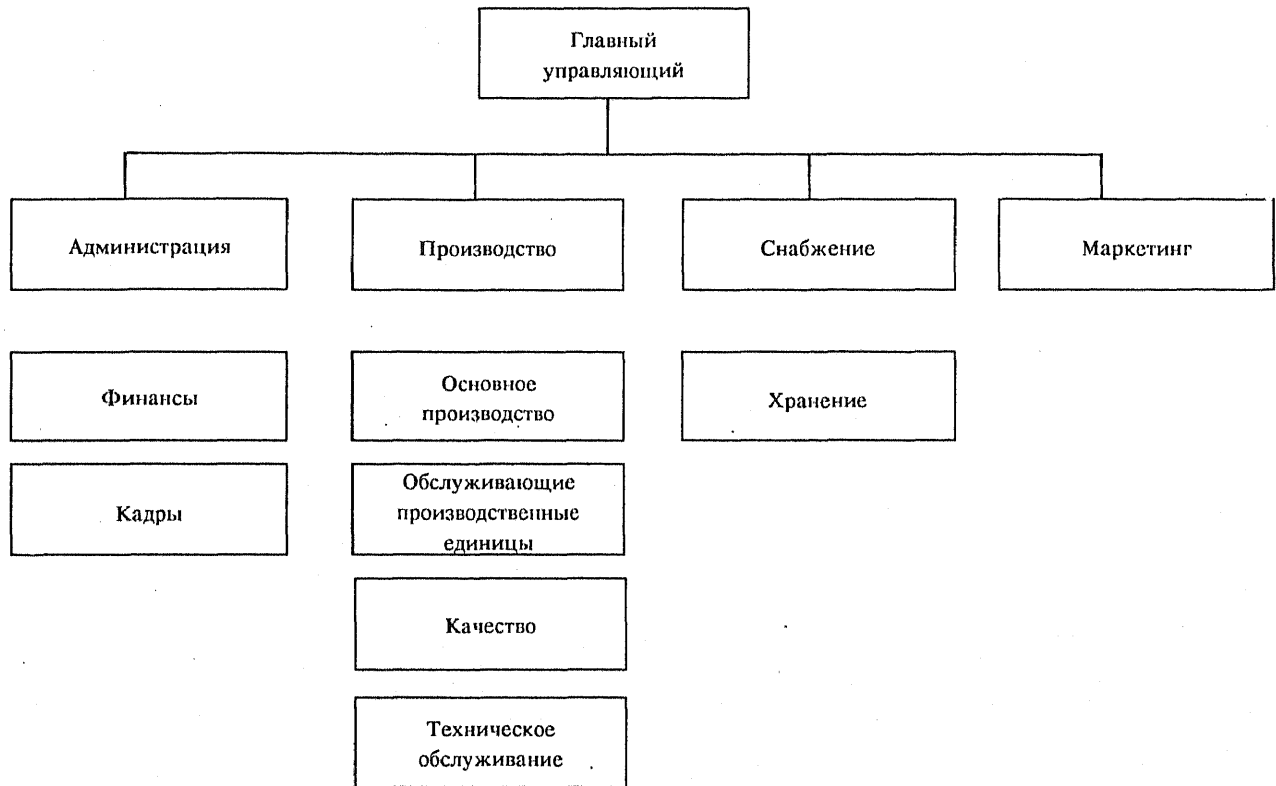 Главный
управляющий
Администрация
Производство
Снабжение
Маркетинг
Финансы
Основное
производство
Хранение
Кадры
Обслуживающие
производственные
единицы
Качество
Техническое
обслуживание